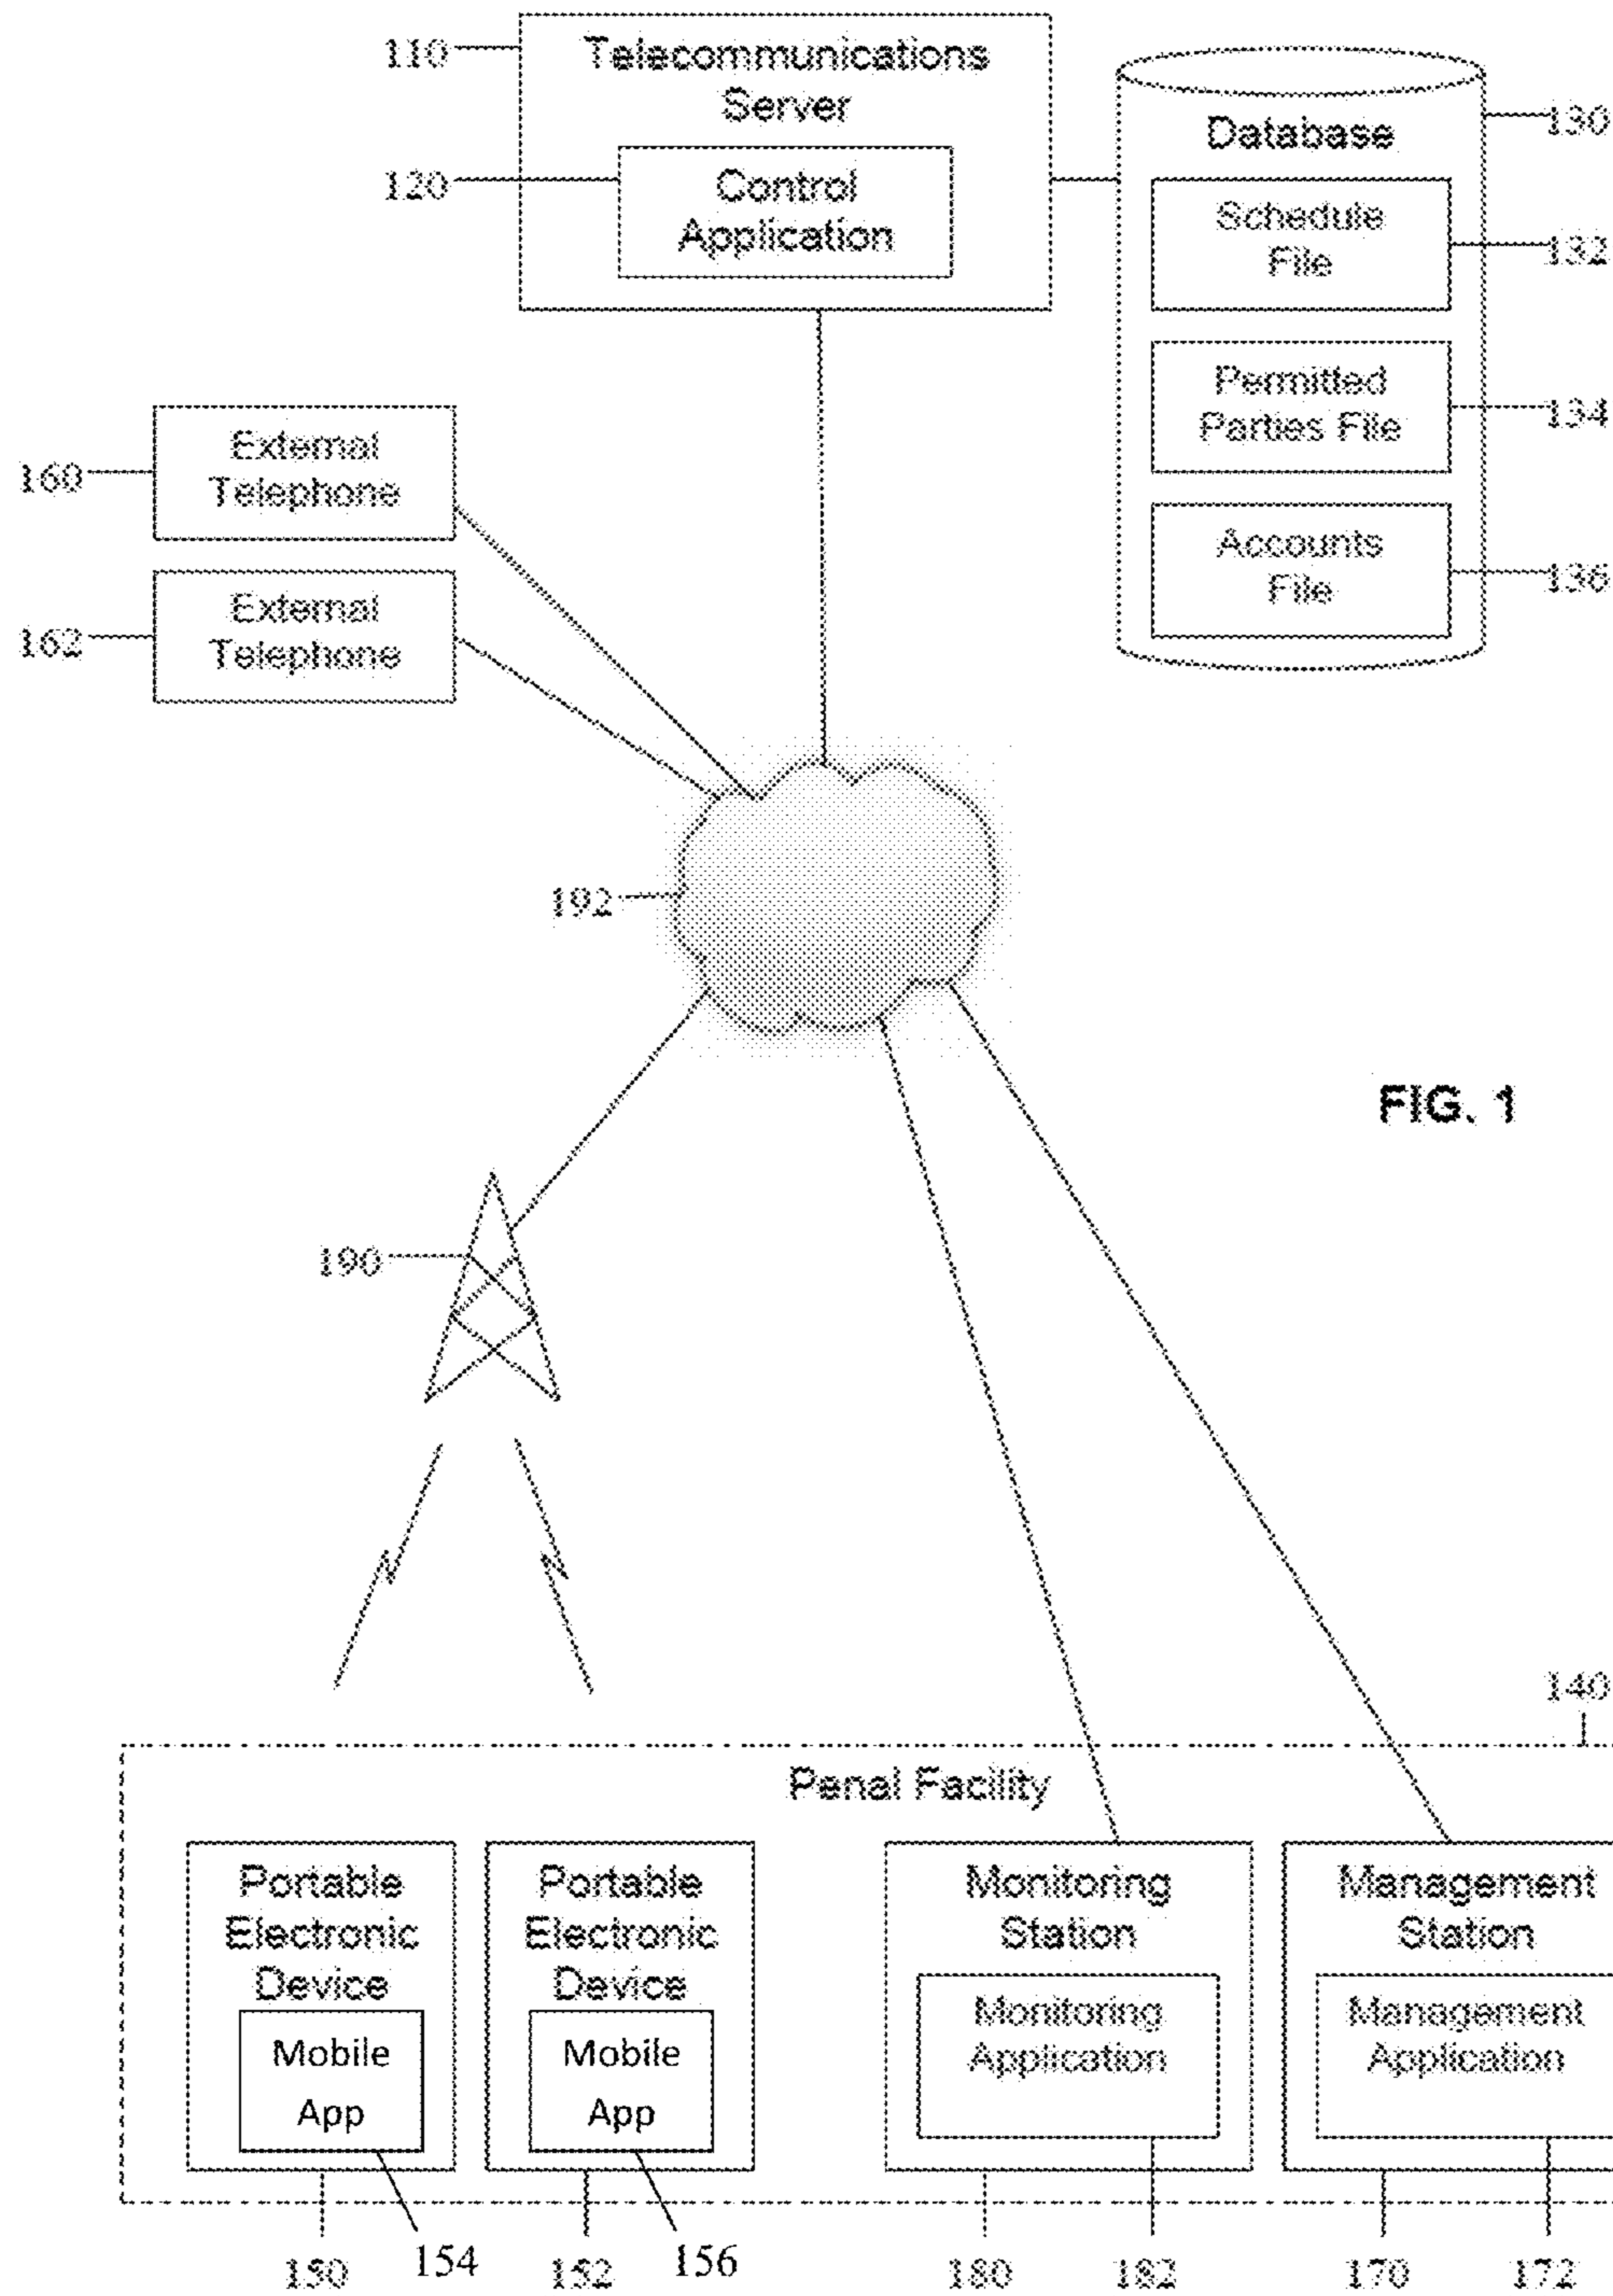 110
Telecommunications
Server
120
Control
Application
Database
130
Schedule
File
132
Permitted
Parties File
134
Accounts
File
136
160
External
Telephone
162
External
Telephone
192
FIG. 1
190
140
Penal Facility
Portable
Electronic
Device
Mobile
App
Portable
Electronic
Device
Mobile
App
Monitoring
Station
Monitoring
Application
Management
Station
Management
Application
150
154
152
156
180
182
170
172